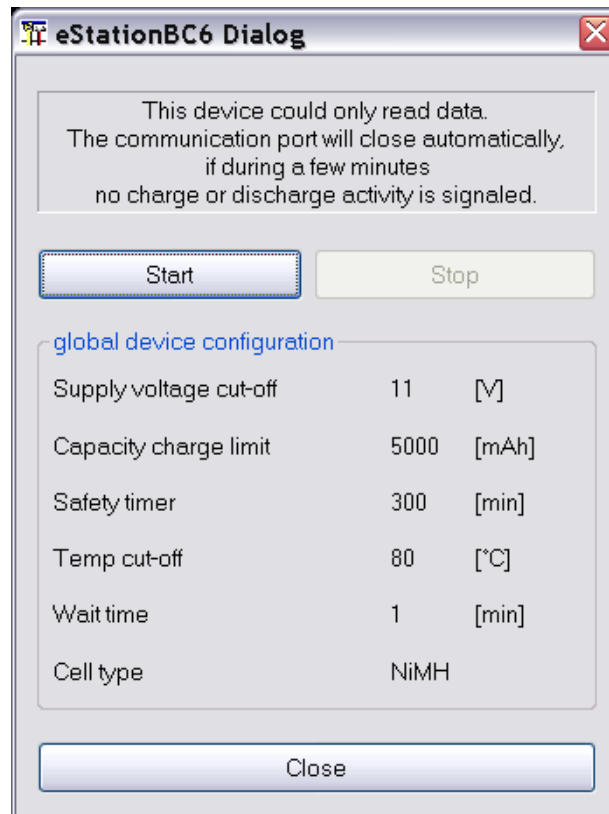 eStationBC6 Dialog
This device could only read data.
The communication port will close automatically,
if during a few minutes
no charge or discharge activity is signaled.
Start Stop
global device configuration
Supply voltage cut-off 11 [V]
Capacity charge limit 5000 [mAh]
Safety timer 300 [min]
Temp cut-off 80 [°C]
Wait time 1 [min]
Cell type NiMH
Close